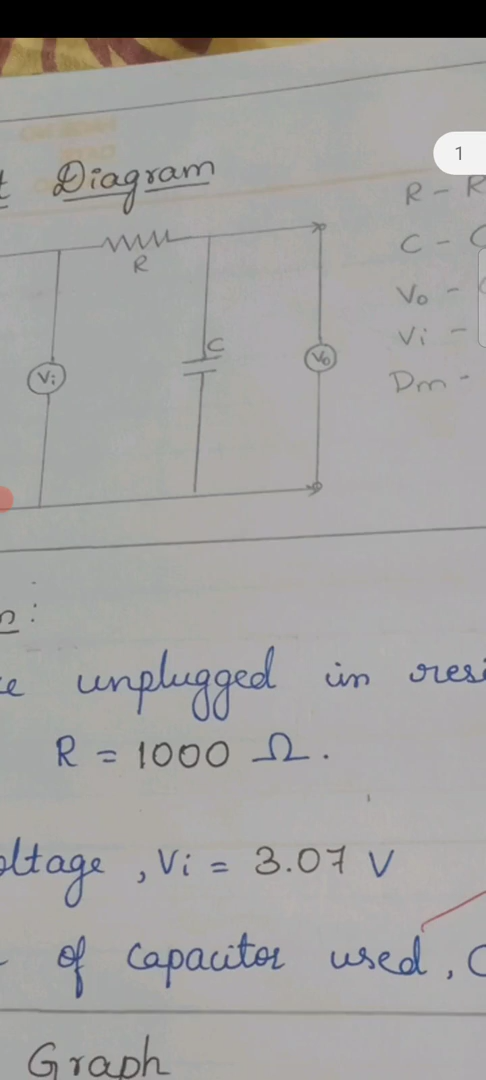 Diagram
R
C
Vi
Vo
R -
C -
Vo -
Vi -
Dm -
unplugged in
R = 1000 Ω.
, Vi = 3.07 V
of capacitor used, C
Graph
1